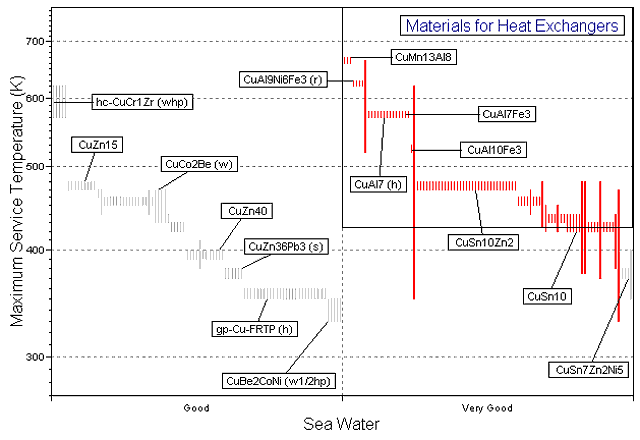 Materials for Heat Exchangers
700
CuMn13Al8
CuAl9Ni6Fe3 (r)
600
hc-CuCr1Zr (whp)
CuAl7Fe3
CuZn15
CuAl10Fe3
500
CuCo2Be (w)
CuAl7 (h)
CuZn40
400
CuZn36Pb3 (s)
CuSn10Zn2
CuSn10
gp-Cu-FRTP (h)
300
CuBe2CoNi (w1/2hp)
CuSn7Zn2Ni5
Maximum Service Temperature (K)
Good
Very Good
Sea Water